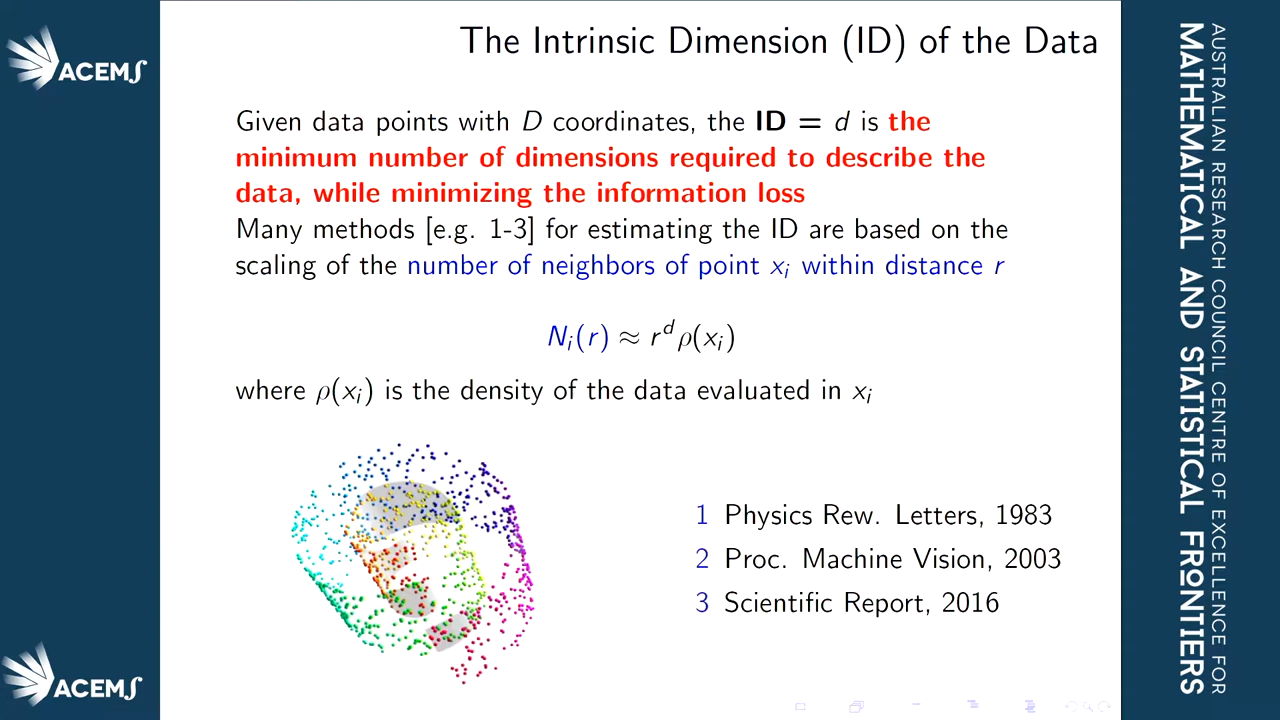 ACEMS
The Intrinsic Dimension (ID) of the Data
Given data points with D coordinates, the ID = d is the
minimum number of dimensions required to describe the
data, while minimizing the information loss
Many methods [e.g. 1-3] for estimating the ID are based on the
scaling of the number of neighbors of point xᵢ within distance r
Nᵢ(r) ≈ rᵈρ(xᵢ)
where ρ(xᵢ) is the density of the data evaluated in xᵢ
1 Physics Rew. Letters, 1983
2 Proc. Machine Vision, 2003
3 Scientific Report, 2016
ACEMS
AUSTRALIAN RESEARCH COUNCIL CENTRE OF EXCELLENCE FOR
MATHEMATICAL AND STATISTICAL FRONTIERS